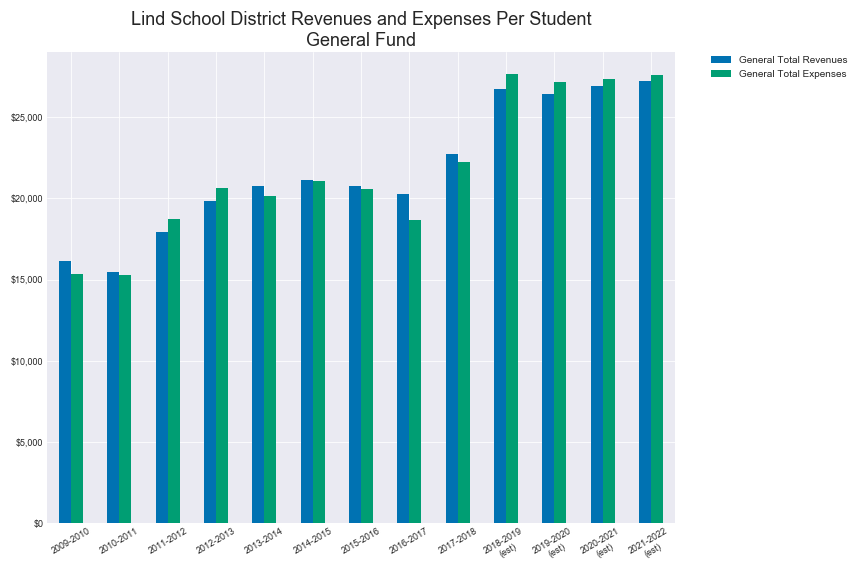 Lind School District Revenues and Expenses Per Student
General Fund
General Total Revenues
General Total Expenses
$25,000
$20,000
$15,000
$10,000
$5,000
$0
2009-2010
2010-2011
2011-2012
2012-2013
2013-2014
2014-2015
2015-2016
2016-2017
2017-2018
2018-2019
(est)
2019-2020
(est)
2020-2021
(est)
2021-2022
(est)